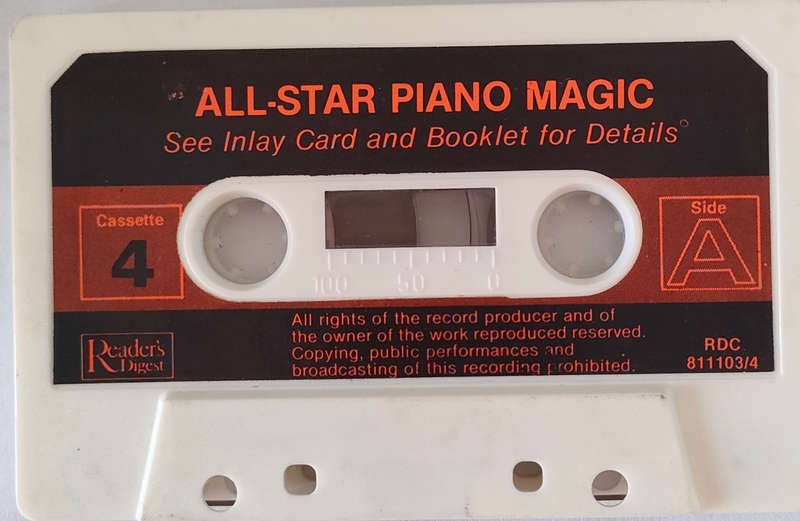 ALL-STAR PIANO MAGIC
See Inlay Card and Booklet for Details
Cassette
4
Side
A
100 50 0
All rights of the record producer and of
the owner of the work reproduced reserved.
Copying, public performances and
broadcasting of this recording prohibited.
Reader's
Digest
RDC
811103/4